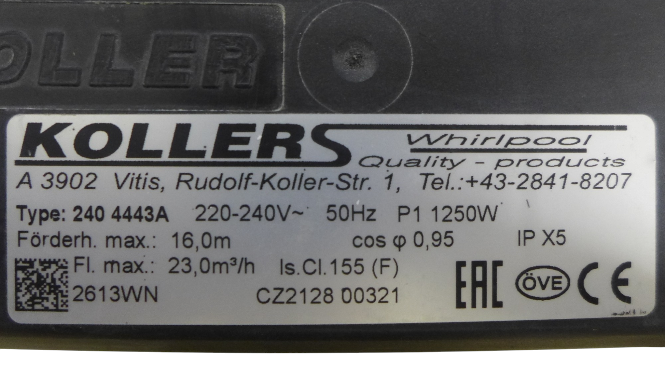 OLLER
KOLLERS Whirlpool
Quality - products
A 3902 Vitis, Rudolf-Koller-Str. 1, Tel.:+43-2841-8207
Type: 240 4443A 220-240V~ 50Hz P1 1250W
Förderh. max.: 16,0m cos φ 0,95 IP X5
Fl. max.: 23,0m³/h Is.Cl.155 (F)
2613WN CZ2128 00321 EAC ÖVE CE